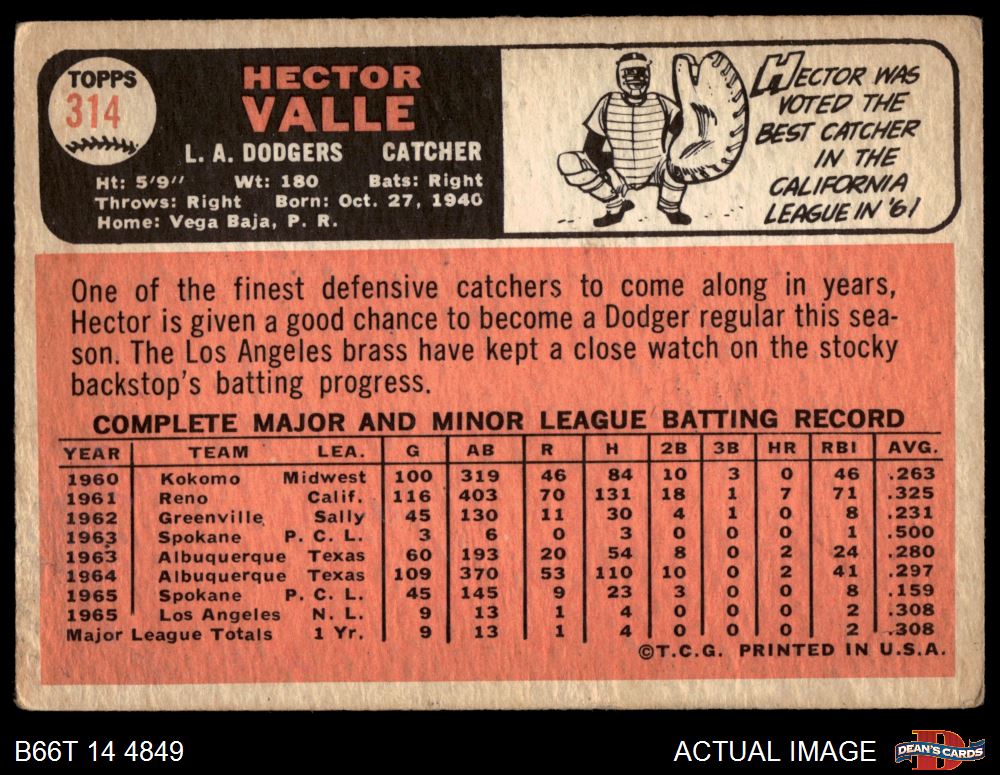 TOPPS
314
HECTOR
VALLE
L. A. DODGERS CATCHER
Ht: 5'9" Wt: 180 Bats: Right
Throws: Right Born: Oct. 27, 1940
Home: Vega Baja, P. R.
HECTOR WAS
VOTED THE
BEST CATCHER
IN THE
CALIFORNIA
LEAGUE IN '61
One of the finest defensive catchers to come along in years,
Hector is given a good chance to become a Dodger regular this sea-
son. The Los Angeles brass have kept a close watch on the stocky
backstop's batting progress.
COMPLETE MAJOR AND MINOR LEAGUE BATTING RECORD
YEAR TEAM LEA. G AB R H 2B 3B HR RBI AVG.
1960 Kokomo Midwest 100 319 46 84 10 3 0 46 .263
1961 Reno Calif. 116 403 70 131 18 1 7 71 .325
1962 Greenville Sally 45 130 11 30 4 1 0 8 .231
1963 Spokane P. C. L. 3 6 0 3 0 0 0 1 .500
1963 Albuquerque Texas 60 193 20 54 8 0 2 24 .280
1964 Albuquerque Texas 109 370 53 110 10 0 2 41 .297
1965 Spokane P. C. L. 45 145 9 23 3 0 0 8 .159
1965 Los Angeles N. L. 9 13 1 4 0 0 0 2 .308
Major League Totals 1 Yr. 9 13 1 4 0 0 0 2 .308
©T.C.G. PRINTED IN U.S.A.
B66T 14 4849
ACTUAL IMAGE
DEAN'S CARDS